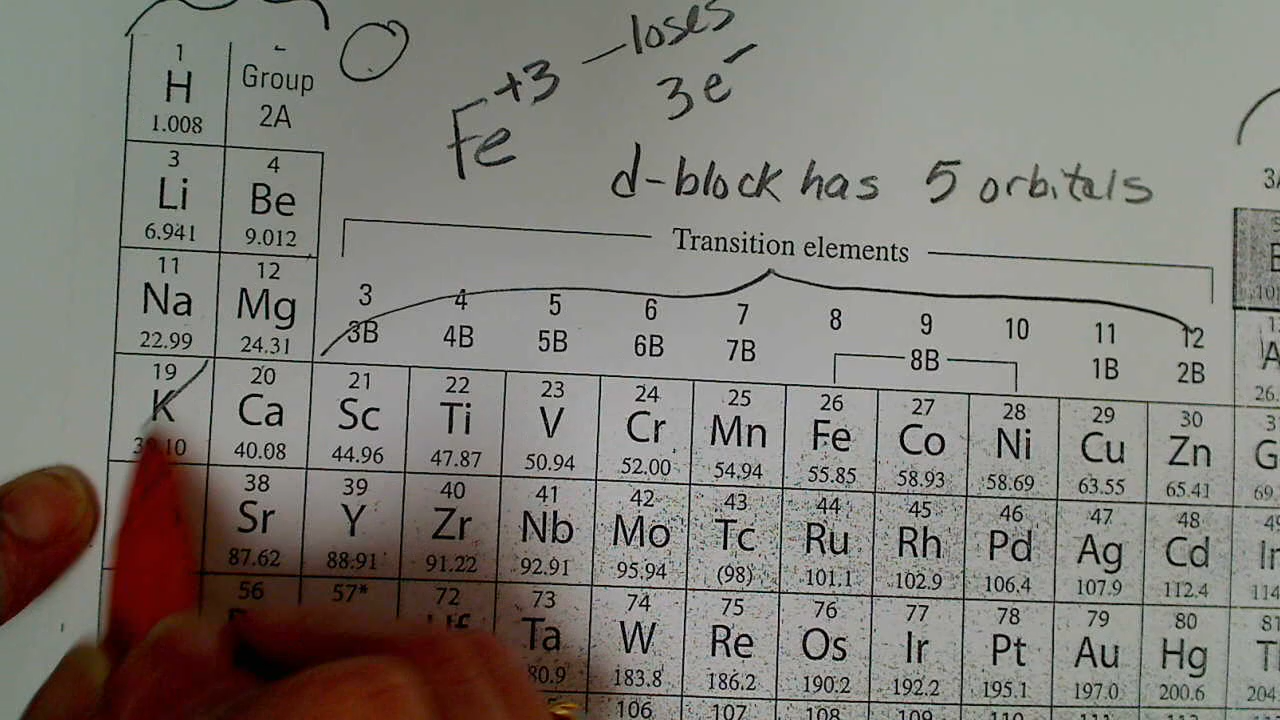 loses
Fe+3 – 3e-
d-block has 5 orbitals
1 Group
H 2A
1.008
3 4
Li Be
6.941 9.012
Transition elements
11 12 3 4 5 6 7 8 9 10 11 12
Na Mg 3B 4B 5B 6B 7B 8B 1B 2B
22.99 24.31
19 20 21 22 23 24 25 26 27 28 29 30
K Ca Sc Ti V Cr Mn Fe Co Ni Cu Zn
40.08 44.96 47.87 50.94 52.00 54.94 55.85 58.93 58.69 63.55 65.41
38 39 40 41 42 43 44 45 46 47 48
Sr Y Zr Nb Mo Tc Ru Rh Pd Ag Cd
87.62 88.91 91.22 92.91 95.94 (98) 101.1 102.9 106.4 107.9 112.4
56 57* 72 73 74 75 76 77 78 79 80
Ta W Re Os Ir Pt Au Hg
183.8 186.2 190.2 192.2 195.1 197.0 200.6
106 107 108 109 110 111